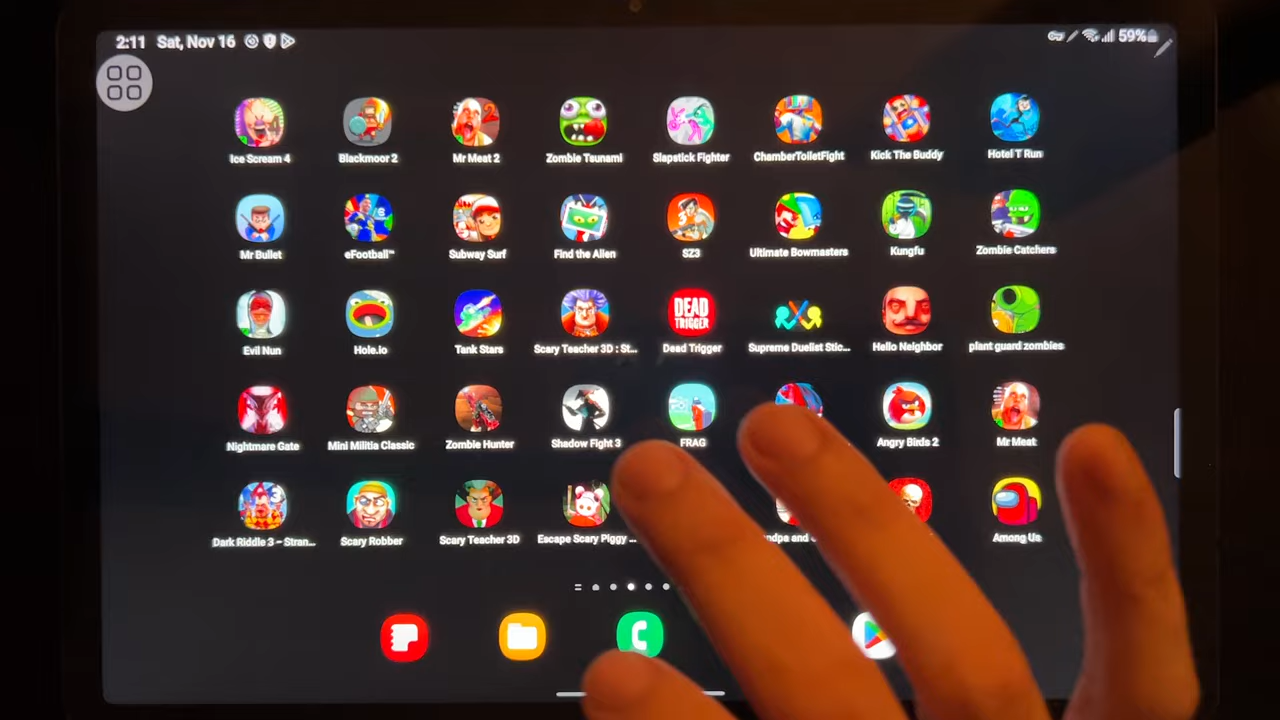 2:11 Sat, Nov 16 59%
Ice Scream 4 Blackmoor 2 Mr Meat 2 Zombie Tsunami Slapstick Fighter ChamberToiletFight Kick The Buddy Hotel T Run
Mr Bullet eFootball™ Subway Surf Find the Alien SZ3 Ultimate Bowmasters Kungfu Zombie Catchers
DEAD
TRIGGER
Evil Nun Hole.io Tank Stars Scary Teacher 3D : St... Dead Trigger Supreme Duelist Stic... Hello Neighbor plant guard zombies
Nightmare Gate Mini Militia Classic Zombie Hunter Shadow Fight 3 FRAG Angry Birds 2 Mr Meat
3
Dark Riddle 3 – Stran... Scary Robber Scary Teacher 3D Escape Scary Piggy ... Among Us